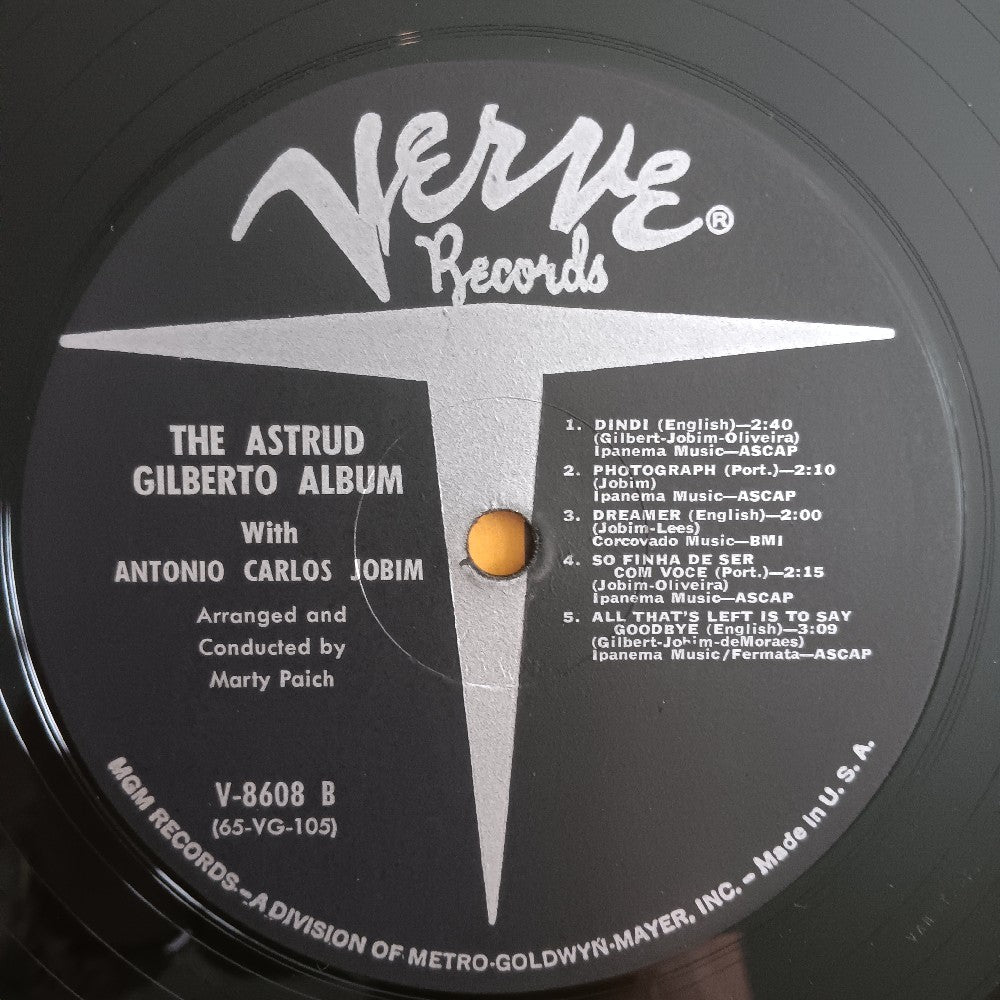 Verve®
Records
THE ASTRUD
GILBERTO ALBUM
With
ANTONIO CARLOS JOBIM
Arranged and
Conducted by
Marty Paich
V-8608 B
(65-VG-105)
1. DINDI (English)—2:40
(Gilbert-Jobim-Oliveira)
Ipanema Music—ASCAP
2. PHOTOGRAPH (Port.)—2:10
(Jobim)
Ipanema Music—ASCAP
3. DREAMER (English)—2:00
(Jobim-Lees)
Corcovado Music—BMI
4. SO FINHA DE SER
COM VOCE (Port.)—2:15
(Jobim-Oliveira)
Ipanema Music—ASCAP
5. ALL THAT'S LEFT IS TO SAY
GOODBYE (English)—3:09
(Gilbert-Jobim-deMoraes)
Ipanema Music/Fermata—ASCAP
MGM RECORDS—A DIVISION OF METRO-GOLDWYN-MAYER, INC. – Made in U. S. A.